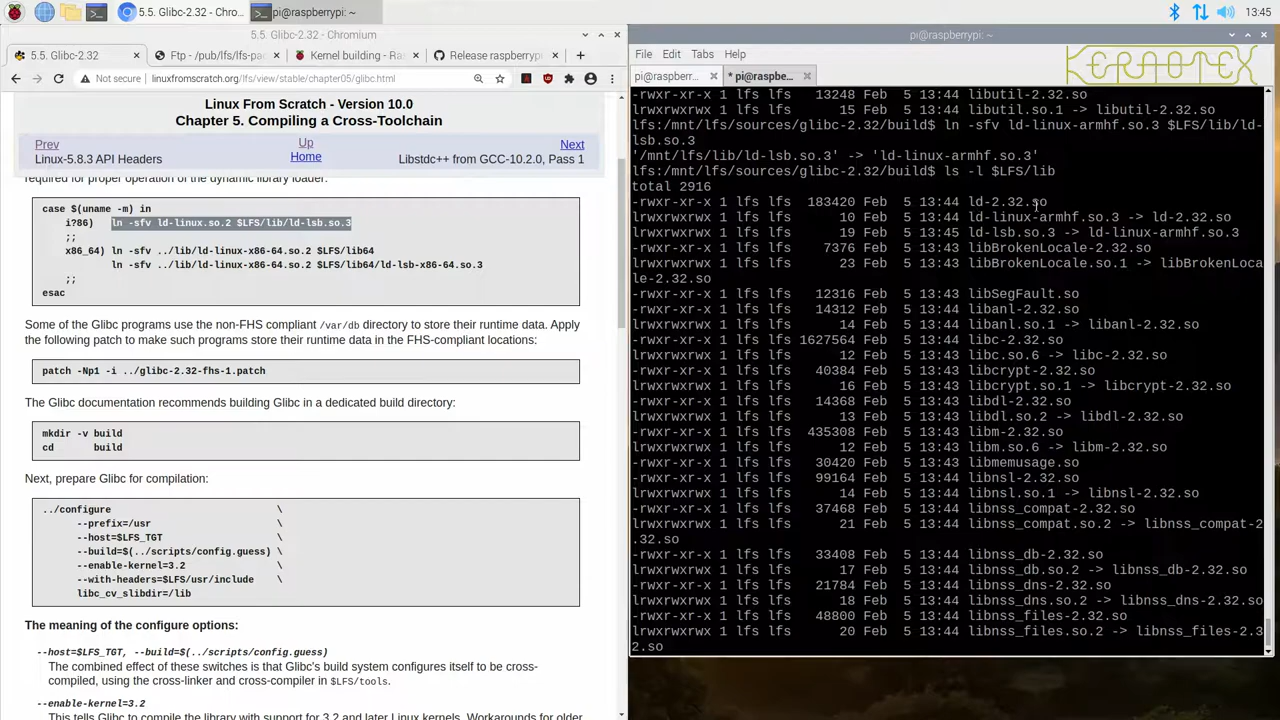 5.5. Glibc-2.32 - Chro...
pi@raspberrypi: ~
13:45
5.5. Glibc-2.32 - Chromium
5.5. Glibc-2.32
Ftp - /pub/lfs/lfs-pac
Kernel building - Ras
Release raspberrypi
Not secure
linuxfromscratch.org/lfs/view/stable/chapter05/glibc.html
Linux From Scratch - Version 10.0
Chapter 5. Compiling a Cross-Toolchain
Prev
Up
Next
Linux-5.8.3 API Headers
Home
Libstdc++ from GCC-10.2.0, Pass 1
required for proper operation of the dynamic library loader:
case $(uname -m) in
i?86) ln -sfv ld-linux.so.2 $LFS/lib/ld-lsb.so.3
;;
x86_64) ln -sfv ../lib/ld-linux-x86-64.so.2 $LFS/lib64
ln -sfv ../lib/ld-linux-x86-64.so.2 $LFS/lib64/ld-lsb-x86-64.so.3
;;
esac
Some of the Glibc programs use the non-FHS compliant /var/db directory to store their runtime data. Apply
the following patch to make such programs store their runtime data in the FHS-compliant locations:
patch -Np1 -i ../glibc-2.32-fhs-1.patch
The Glibc documentation recommends building Glibc in a dedicated build directory:
mkdir -v build
cd build
Next, prepare Glibc for compilation:
../configure \
--prefix=/usr \
--host=$LFS_TGT \
--build=$(../scripts/config.guess) \
--enable-kernel=3.2 \
--with-headers=$LFS/usr/include \
libc_cv_slibdir=/lib
The meaning of the configure options:
--host=$LFS_TGT, --build=$(../scripts/config.guess)
The combined effect of these switches is that Glibc's build system configures itself to be cross-
compiled, using the cross-linker and cross-compiler in $LFS/tools.
--enable-kernel=3.2
This tells Glibc to compile the library with support for 3.2 and later Linux kernels. Workarounds for older
pi@raspberrypi: ~
File Edit Tabs Help
KERNOTEX
pi@raspberr...
* pi@raspbe...
-rwxr-xr-x 1 lfs lfs 13248 Feb 5 13:44 libutil-2.32.so
lrwxrwxrwx 1 lfs lfs 15 Feb 5 13:44 libutil.so.1 -> libutil-2.32.so
lfs:/mnt/lfs/sources/glibc-2.32/build$ ln -sfv ld-linux-armhf.so.3 $LFS/lib/ld-
lsb.so.3
'/mnt/lfs/lib/ld-lsb.so.3' -> 'ld-linux-armhf.so.3'
lfs:/mnt/lfs/sources/glibc-2.32/build$ ls -l $LFS/lib
total 2916
-rwxr-xr-x 1 lfs lfs 183420 Feb 5 13:44 ld-2.32.so
lrwxrwxrwx 1 lfs lfs 10 Feb 5 13:44 ld-linux-armhf.so.3 -> ld-2.32.so
lrwxrwxrwx 1 lfs lfs 19 Feb 5 13:45 ld-lsb.so.3 -> ld-linux-armhf.so.3
-rwxr-xr-x 1 lfs lfs 7376 Feb 5 13:43 libBrokenLocale-2.32.so
lrwxrwxrwx 1 lfs lfs 23 Feb 5 13:43 libBrokenLocale.so.1 -> libBrokenLoca
le-2.32.so
-rwxr-xr-x 1 lfs lfs 12316 Feb 5 13:43 libSegFault.so
-rwxr-xr-x 1 lfs lfs 14312 Feb 5 13:44 libanl-2.32.so
lrwxrwxrwx 1 lfs lfs 14 Feb 5 13:44 libanl.so.1 -> libanl-2.32.so
-rwxr-xr-x 1 lfs lfs 1627564 Feb 5 13:43 libc-2.32.so
lrwxrwxrwx 1 lfs lfs 12 Feb 5 13:43 libc.so.6 -> libc-2.32.so
-rwxr-xr-x 1 lfs lfs 40384 Feb 5 13:44 libcrypt-2.32.so
lrwxrwxrwx 1 lfs lfs 16 Feb 5 13:44 libcrypt.so.1 -> libcrypt-2.32.so
-rwxr-xr-x 1 lfs lfs 14368 Feb 5 13:43 libdl-2.32.so
lrwxrwxrwx 1 lfs lfs 13 Feb 5 13:43 libdl.so.2 -> libdl-2.32.so
-rwxr-xr-x 1 lfs lfs 435308 Feb 5 13:43 libm-2.32.so
lrwxrwxrwx 1 lfs lfs 12 Feb 5 13:43 libm.so.6 -> libm-2.32.so
-rwxr-xr-x 1 lfs lfs 30420 Feb 5 13:43 libmemusage.so
-rwxr-xr-x 1 lfs lfs 99164 Feb 5 13:44 libnsl-2.32.so
lrwxrwxrwx 1 lfs lfs 14 Feb 5 13:44 libnsl.so.1 -> libnsl-2.32.so
-rwxr-xr-x 1 lfs lfs 37468 Feb 5 13:44 libnss_compat-2.32.so
lrwxrwxrwx 1 lfs lfs 21 Feb 5 13:44 libnss_compat.so.2 -> libnss_compat-2
.32.so
-rwxr-xr-x 1 lfs lfs 33408 Feb 5 13:44 libnss_db-2.32.so
lrwxrwxrwx 1 lfs lfs 17 Feb 5 13:44 libnss_db.so.2 -> libnss_db-2.32.so
-rwxr-xr-x 1 lfs lfs 21784 Feb 5 13:44 libnss_dns-2.32.so
lrwxrwxrwx 1 lfs lfs 18 Feb 5 13:44 libnss_dns.so.2 -> libnss_dns-2.32.so
-rwxr-xr-x 1 lfs lfs 48800 Feb 5 13:44 libnss_files-2.32.so
lrwxrwxrwx 1 lfs lfs 20 Feb 5 13:44 libnss_files.so.2 -> libnss_files-2.3
2.so